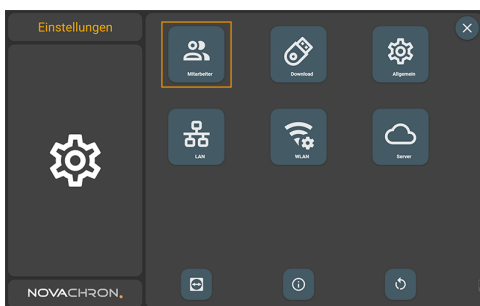 Einstellungen
Mitarbeiter
Download
Allgemein
LAN
WLAN
Server
NOVACHRON.